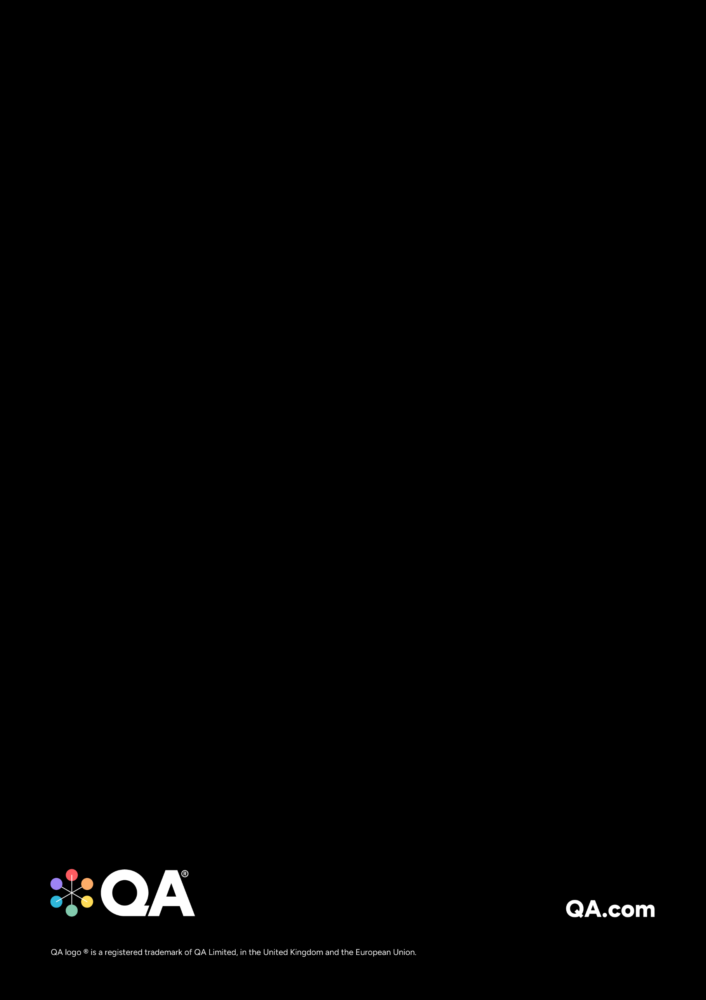 QA®
QA.com
QA logo ® is a registered trademark of QA Limited, in the United Kingdom and the European Union.